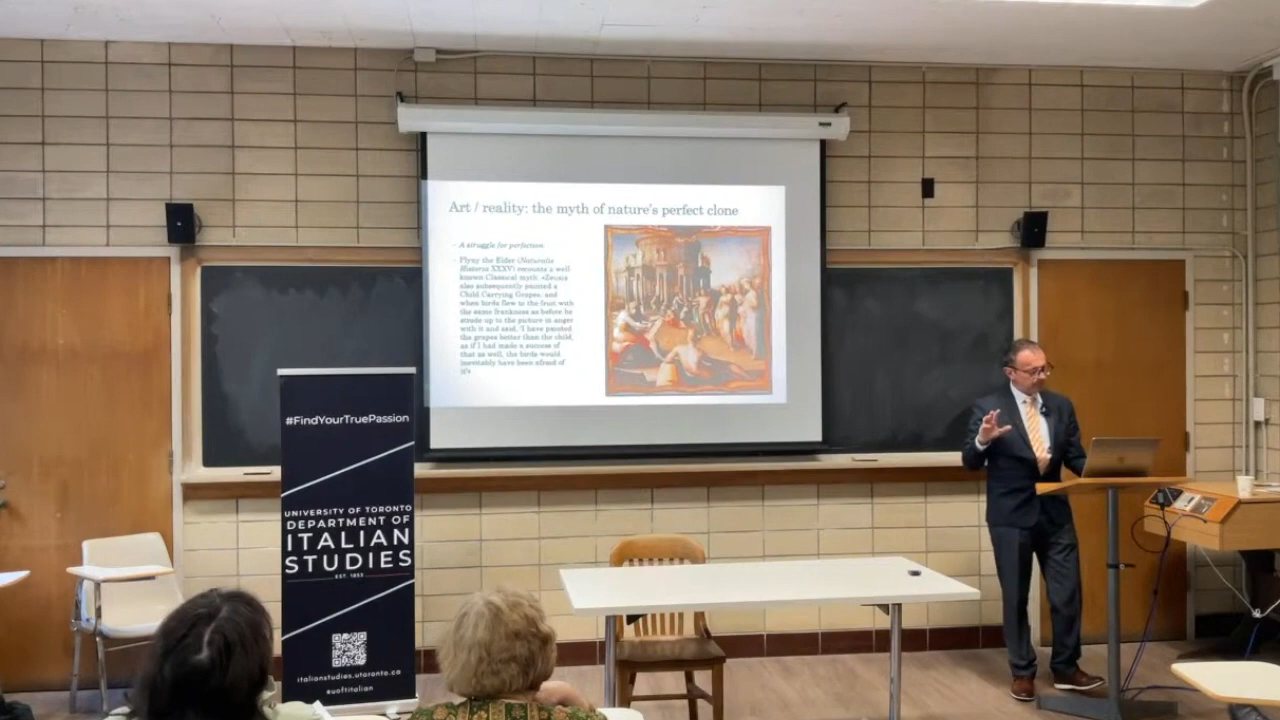 Art / reality: the myth of nature's perfect clone
- A struggle for perfection.
- Plyny the Elder (Naturalis
Historia XXXV) recounts a well
known Classical myth. «Zeuxis
also subsequently painted a
Child Carrying Grapes, and
when birds flew to the fruit with
the same frankness as before he
strode up to the picture in anger
with it and said, 'I have painted
the grapes better than the child,
as if I had made a success of
that as well, the birds would
inevitably have been afraid of
it'»
#FindYourTruePassion
UNIVERSITY OF TORONTO
DEPARTMENT OF
ITALIAN
STUDIES
EST. 1853
italianstudies.utoronto.ca
@uoftitalian